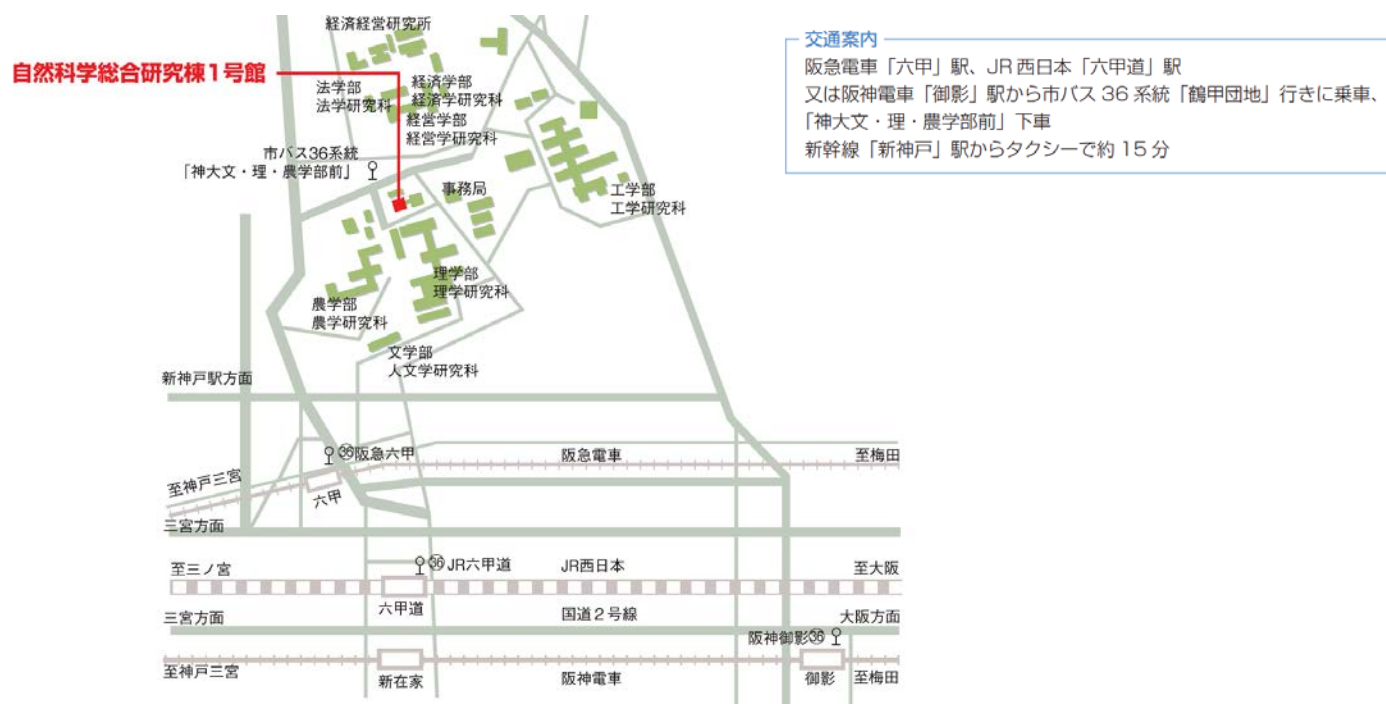 経済経営研究所
自然科学総合研究棟1号館
法学部
法学研究科
経済学部
経済学研究科
経営学部
経営学研究科
市バス36系統
「神大文・理・農学部前」
事務局
工学部
工学研究科
理学部
理学研究科
農学部
農学研究科
文学部
人文学研究科
新神戸駅方面
㊱阪急六甲
阪急電車
至梅田
至神戸三宮
六甲
三宮方面
至三ノ宮
㊱JR六甲道
JR西日本
至大阪
六甲道
三宮方面
国道2号線
大阪方面
阪神御影㊱
至神戸三宮
新在家
阪神電車
御影
至梅田
交通案内
阪急電車「六甲」駅、JR西日本「六甲道」駅
又は阪神電車「御影」駅から市バス36系統「鶴甲団地」行きに乗車、
「神大文・理・農学部前」下車
新幹線「新神戸」駅からタクシーで約15分